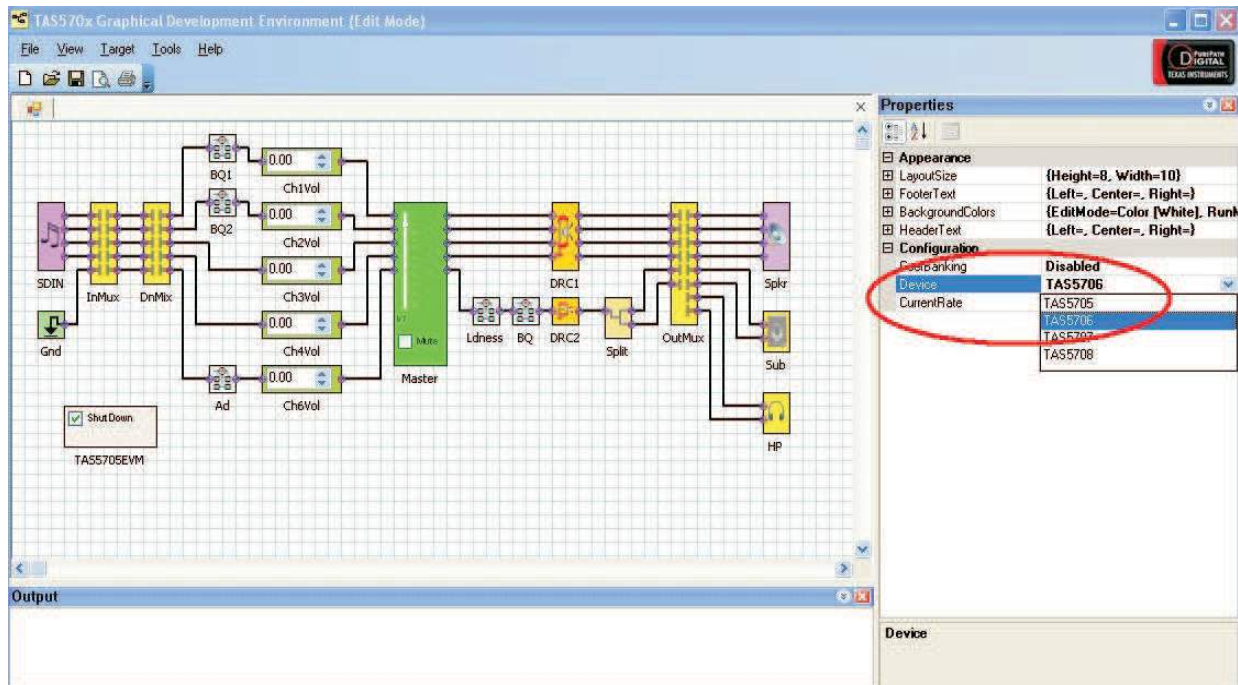 TAS570x Graphical Development Environment (Edit Mode)
File View Target Tools Help
PUREPATH
DIGITAL
TEXAS INSTRUMENTS
BQ1
0.00
Ch1Vol
BQ2
0.00
Ch2Vol
0.00
Ch3Vol
0.00
Ch4Vol
Ad
0.00
Ch6Vol
SDIN
InMux
DnMix
Gnd
Shut Down
TAS5705EVM
Mute
Master
Ldness
BQ
DRC1
DRC2
Split
OutMux
Spkr
Sub
HP
Output
Properties
Appearance
LayoutSize {Height=8, Width=10}
FooterText {Left=, Center=, Right=}
BackgroundColors {EditMode=Color [White], Run
HeaderText {Left=, Center=, Right=}
Configuration
Disabled
Device TAS5706
CurrentRate
TAS5705
TAS5706
TAS5707
TAS5708
Device